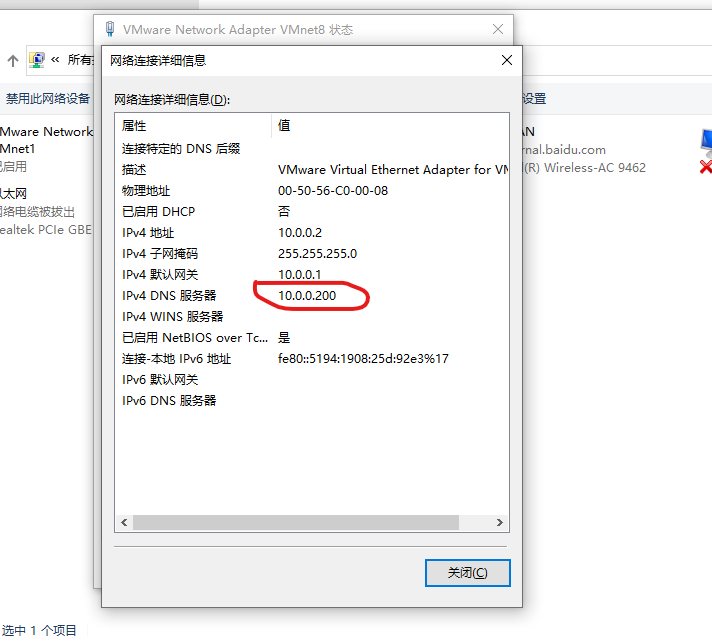 VMware Network Adapter VMnet8 状态
网络连接详细信息
« 所有
禁用此网络设备
设置
Mware Network
Mnet1
已启用
以太网
网络电缆被拔出
ealtek PCIe GBE
AN
rnal.baidu.com
l(R) Wireless-AC 9462
网络连接详细信息(D):
属性 值
连接特定的 DNS 后缀
描述 VMware Virtual Ethernet Adapter for VM
物理地址 00-50-56-C0-00-08
已启用 DHCP 否
IPv4 地址 10.0.0.2
IPv4 子网掩码 255.255.255.0
IPv4 默认网关 10.0.0.1
IPv4 DNS 服务器 10.0.0.200
IPv4 WINS 服务器
已启用 NetBIOS over Tc... 是
连接-本地 IPv6 地址 fe80::5194:1908:25d:92e3%17
IPv6 默认网关
IPv6 DNS 服务器
关闭(C)
选中 1 个项目